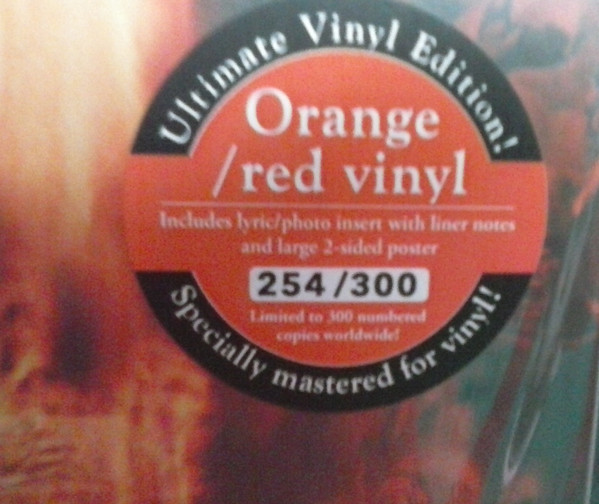 Ultimate Vinyl Edition!
Orange
/red vinyl
Includes lyric/photo insert with liner notes
and large 2-sided poster
254/300
Limited to 300 numbered
copies worldwide!
Specially mastered for vinyl!